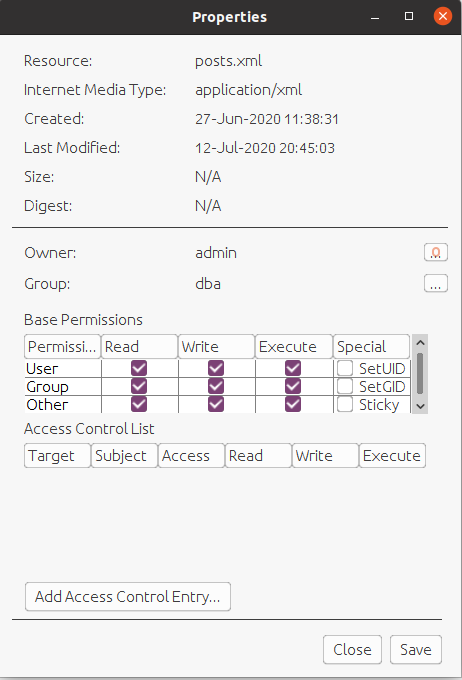 Properties
Resource: posts.xml
Internet Media Type: application/xml
Created: 27-Jun-2020 11:38:31
Last Modified: 12-Jul-2020 20:45:03
Size: N/A
Digest: N/A
Owner: admin
Group: dba ...
Base Permissions
Permissi... Read Write Execute Special
User SetUID
Group SetGID
Other Sticky
Access Control List
Target Subject Access Read Write Execute
Add Access Control Entry...
Close Save